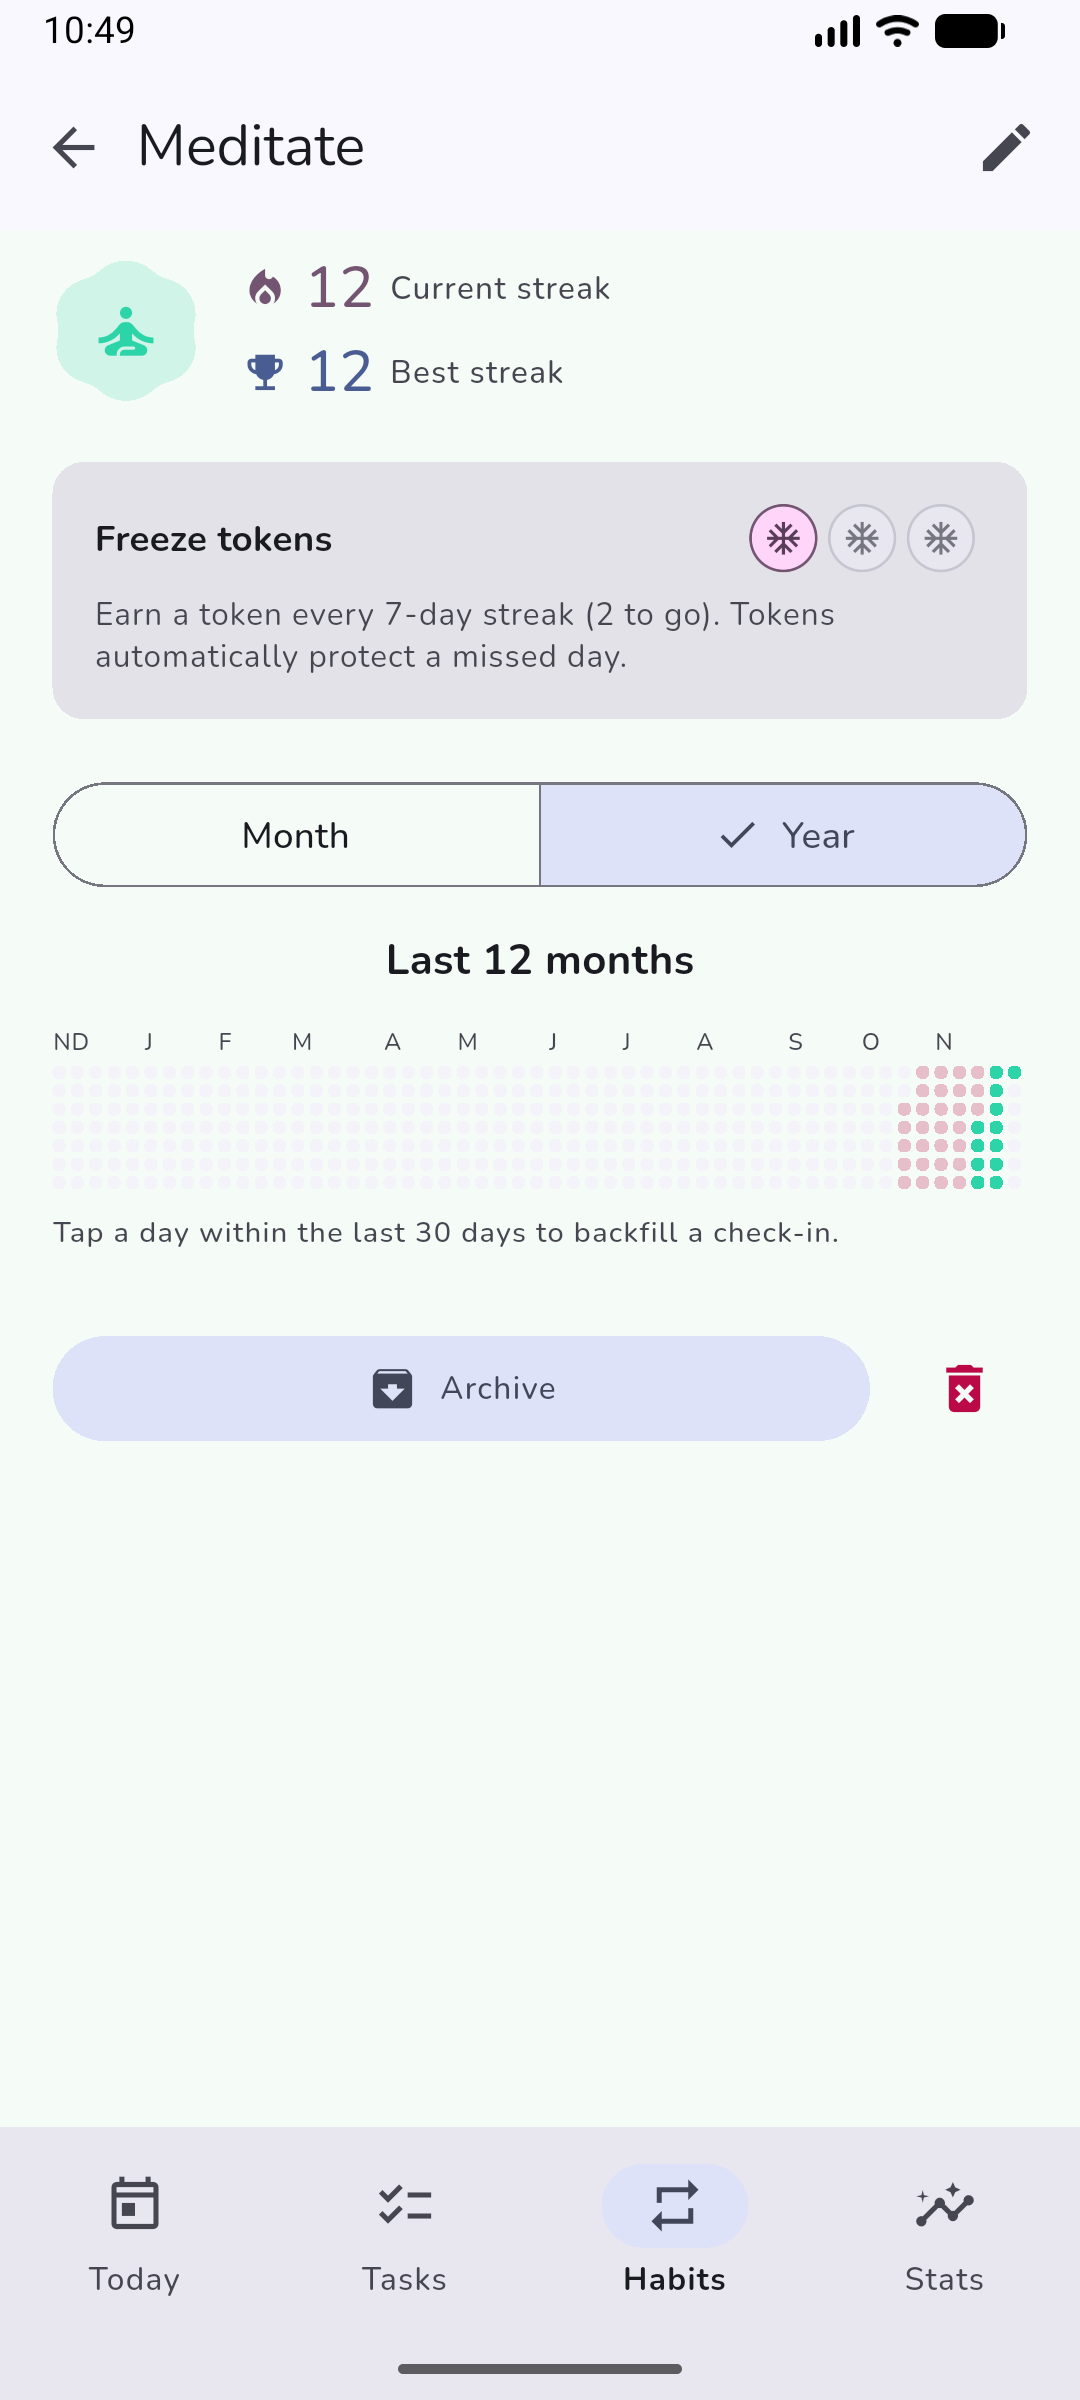 10:49
Meditate
12 Current streak
12 Best streak
Freeze tokens
Earn a token every 7-day streak (2 to go). Tokens
automatically protect a missed day.
Month
Year
Last 12 months
ND J F M A M J J A S O N
Tap a day within the last 30 days to backfill a check-in.
Archive
Today Tasks Habits Stats